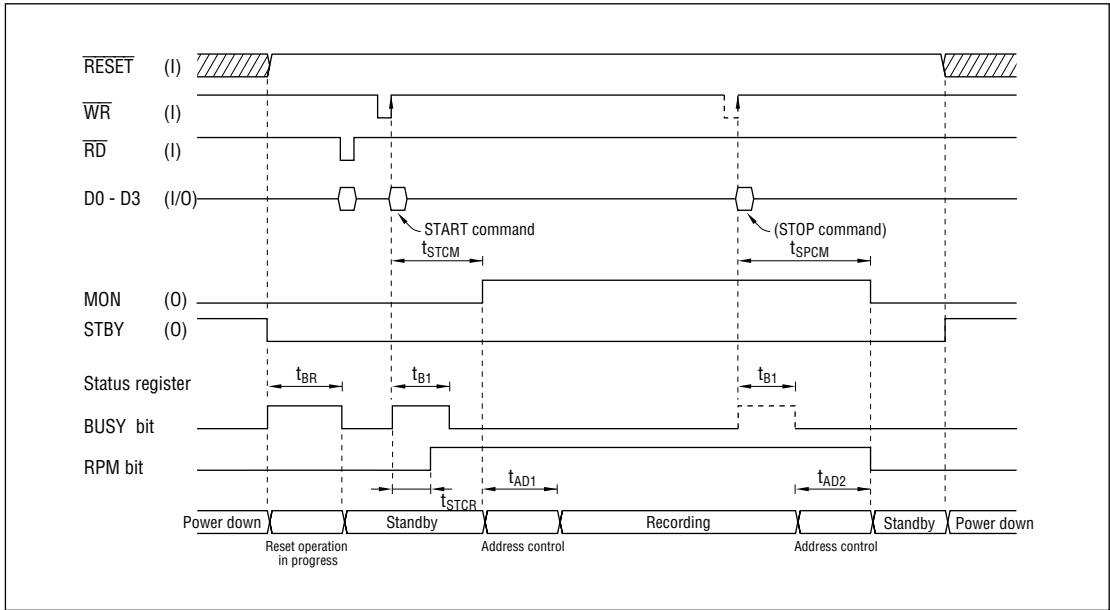 RESET (I)
WR (I)
RD (I)
D0 - D3 (I/O)
START command
(STOP command)
tSTCM
tSPCM
MON (O)
STBY (O)
Status register
tBR
tB1
tB1
BUSY bit
RPM bit
tAD1
tAD2
tSTCR
Power down
Standby
Recording
Standby
Power down
Reset operation
in progress
Address control
Address control